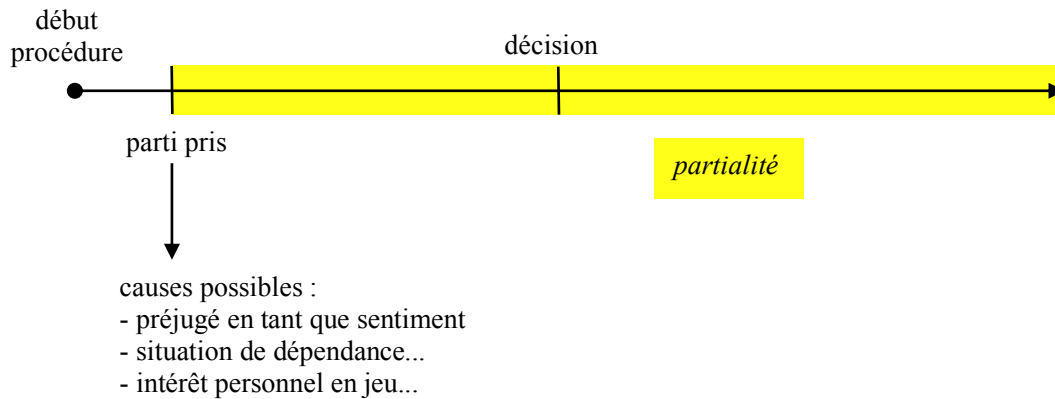 début
procédure
décision
parti pris
partialité
causes possibles :
- préjugé en tant que sentiment
- situation de dépendance...
- intérêt personnel en jeu...